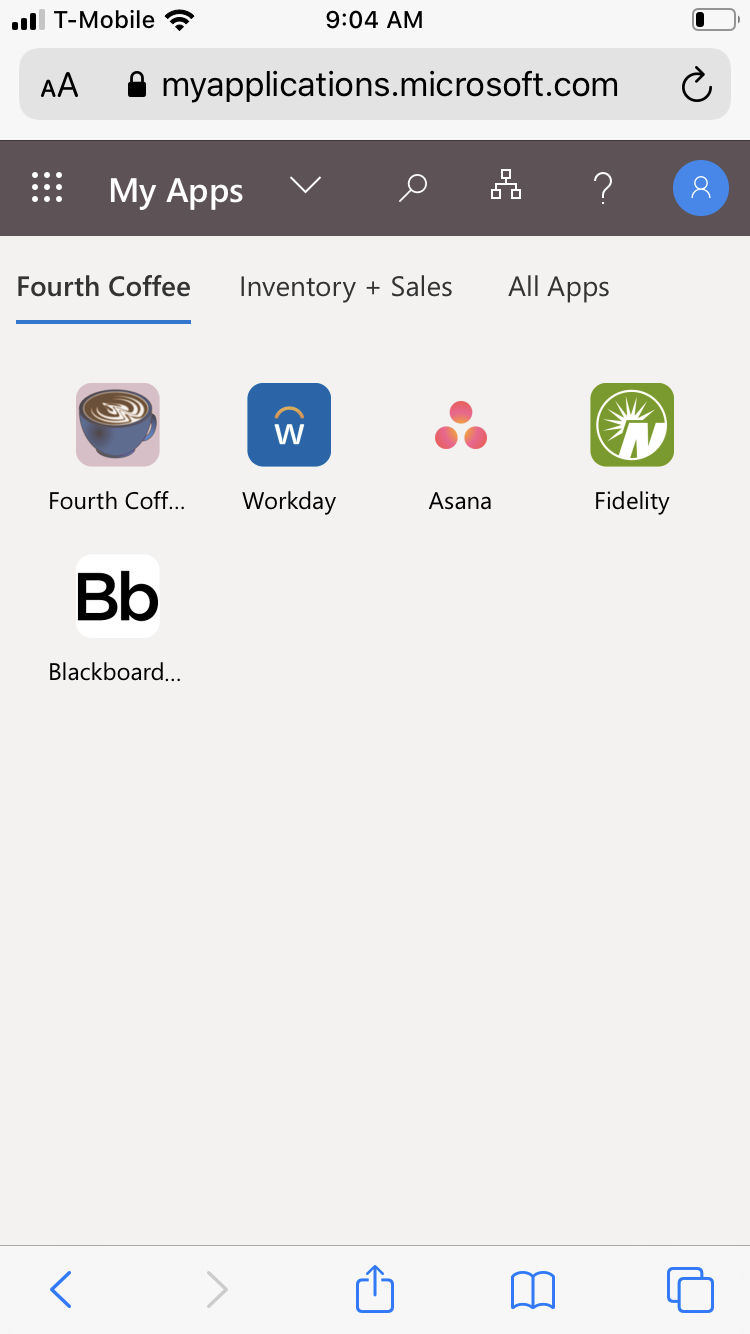 T-Mobile 9:04 AM
AA myapplications.microsoft.com
My Apps ?
Fourth Coffee Inventory + Sales All Apps
W N
Fourth Coff... Workday Asana Fidelity
Bb
Blackboard...